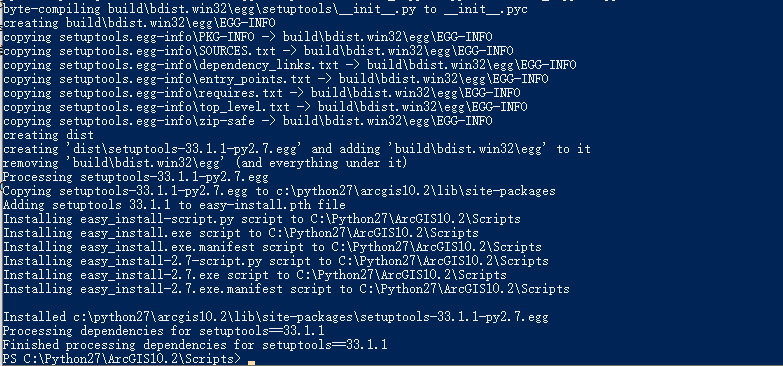 byte-compiling build\bdist.win32\egg\setuptools\__init__.py to __init__.pyc
creating build\bdist.win32\egg\EGG-INFO
copying setuptools.egg-info\PKG-INFO -> build\bdist.win32\egg\EGG-INFO
copying setuptools.egg-info\SOURCES.txt -> build\bdist.win32\egg\EGG-INFO
copying setuptools.egg-info\dependency_links.txt -> build\bdist.win32\egg\EGG-INFO
copying setuptools.egg-info\entry_points.txt -> build\bdist.win32\egg\EGG-INFO
copying setuptools.egg-info\requires.txt -> build\bdist.win32\egg\EGG-INFO
copying setuptools.egg-info\top_level.txt -> build\bdist.win32\egg\EGG-INFO
copying setuptools.egg-info\zip-safe -> build\bdist.win32\egg\EGG-INFO
creating dist
creating 'dist\setuptools-33.1.1-py2.7.egg' and adding 'build\bdist.win32\egg' to it
removing 'build\bdist.win32\egg' (and everything under it)
Processing setuptools-33.1.1-py2.7.egg
Copying setuptools-33.1.1-py2.7.egg to c:\python27\arcgis10.2\lib\site-packages
Adding setuptools 33.1.1 to easy-install.pth file
Installing easy_install-script.py script to C:\Python27\ArcGIS10.2\Scripts
Installing easy_install.exe script to C:\Python27\ArcGIS10.2\Scripts
Installing easy_install.exe.manifest script to C:\Python27\ArcGIS10.2\Scripts
Installing easy_install-2.7-script.py script to C:\Python27\ArcGIS10.2\Scripts
Installing easy_install-2.7.exe script to C:\Python27\ArcGIS10.2\Scripts
Installing easy_install-2.7.exe.manifest script to C:\Python27\ArcGIS10.2\Scripts
Installed c:\python27\arcgis10.2\lib\site-packages\setuptools-33.1.1-py2.7.egg
Processing dependencies for setuptools==33.1.1
Finished processing dependencies for setuptools==33.1.1
PS C:\Python27\ArcGIS10.2\Scripts> _